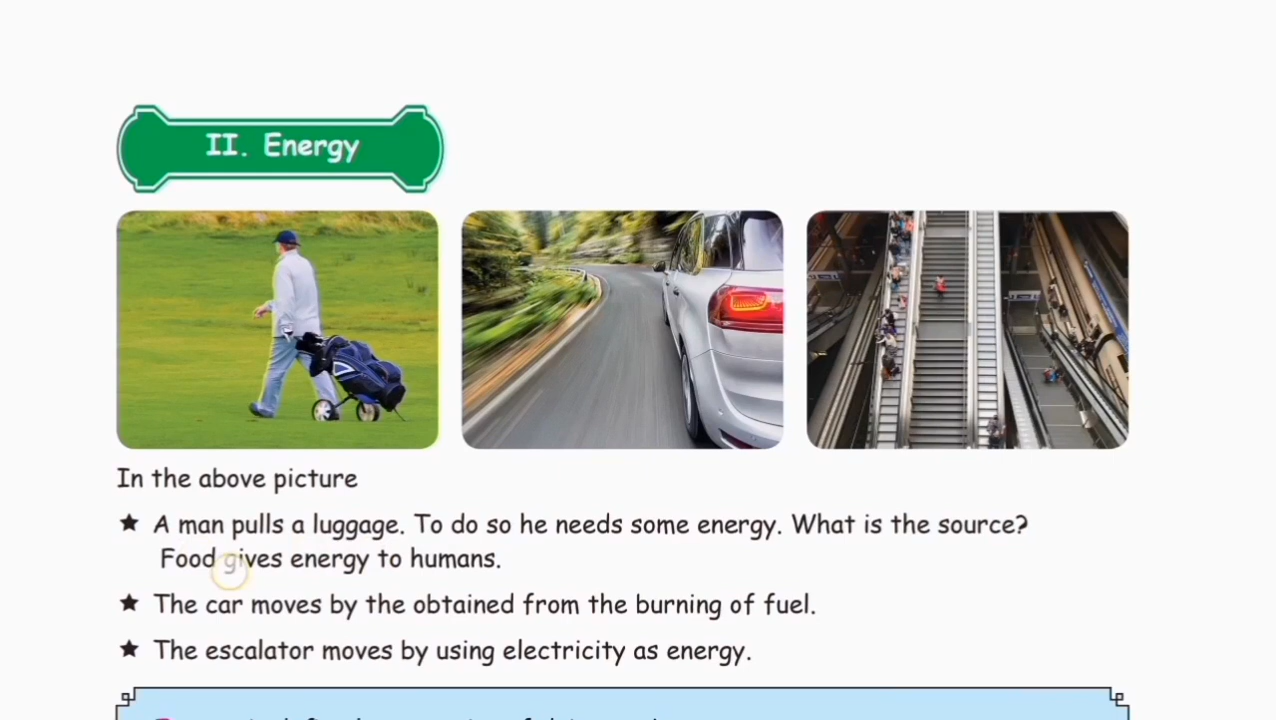 II. Energy
In the above picture
★ A man pulls a luggage. To do so he needs some energy. What is the source?
Food gives energy to humans.
★ The car moves by the obtained from the burning of fuel.
★ The escalator moves by using electricity as energy.